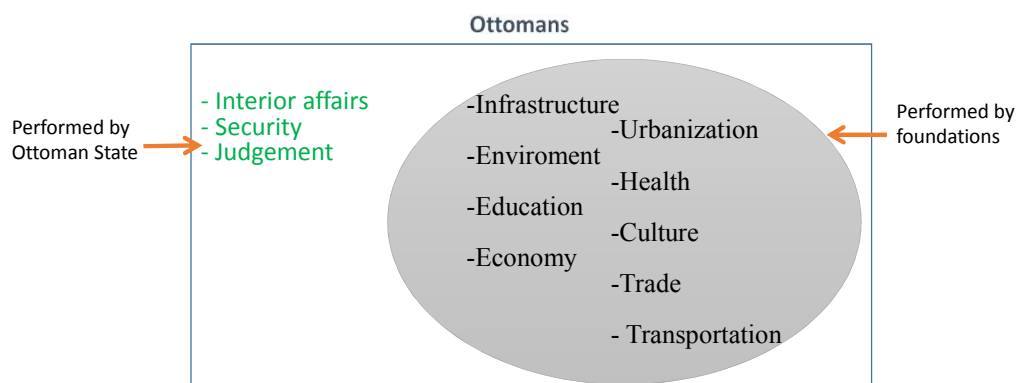 Ottomans
Performed by
Ottoman State
- Interior affairs
- Security
- Judgement
-Infrastructure
-Enviroment
-Education
-Economy
-Urbanization
-Health
-Culture
-Trade
- Transportation
Performed by
foundations